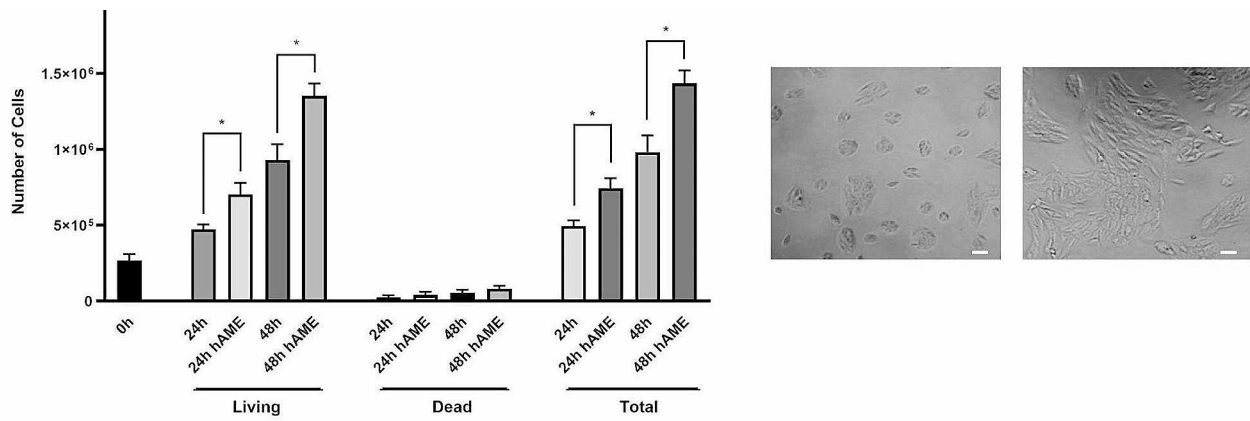 Number of Cells
1.5×10⁶
1×10⁶
5×10⁵
0
*
*
*
*
0h
24h
24h hAME
48h
48h hAME
24h
24h hAME
48h
48h hAME
24h
24h hAME
48h
48h hAME
Living
Dead
Total